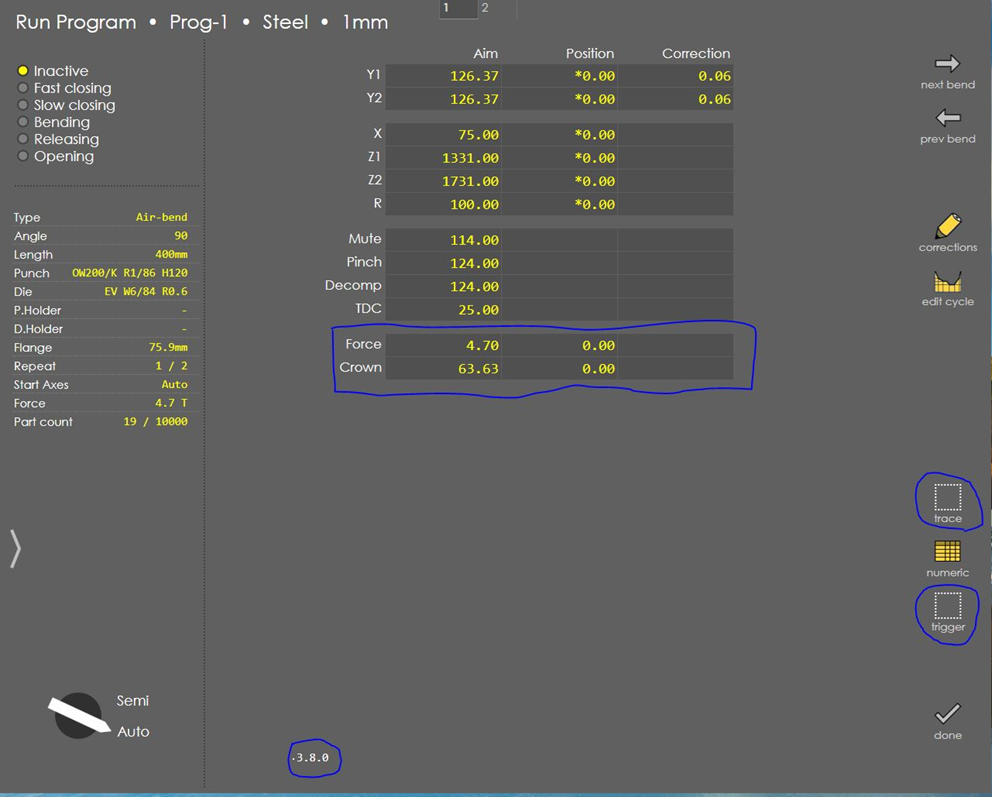 Run Program • Prog-1 • Steel • 1mm
1 2
Inactive
Fast closing
Slow closing
Bending
Releasing
Opening
Type Air-bend
Angle 90
Length 400mm
Punch OW200/K R1/86 H120
Die EV W6/84 R0.6
P.Holder -
D.Holder -
Flange 75.9mm
Repeat 1 / 2
Start Axes Auto
Force 4.7 T
Part count 19 / 10000
Semi
Auto
Aim Position Correction
Y1 126.37 *0.00 0.06
Y2 126.37 *0.00 0.06
X 75.00 *0.00
Z1 1331.00 *0.00
Z2 1731.00 *0.00
R 100.00 *0.00
Mute 114.00
Pinch 124.00
Decomp 124.00
TDC 25.00
Force 4.70 0.00
Crown 63.63 0.00
.3.8.0
next bend
prev bend
corrections
edit cycle
trace
numeric
trigger
done